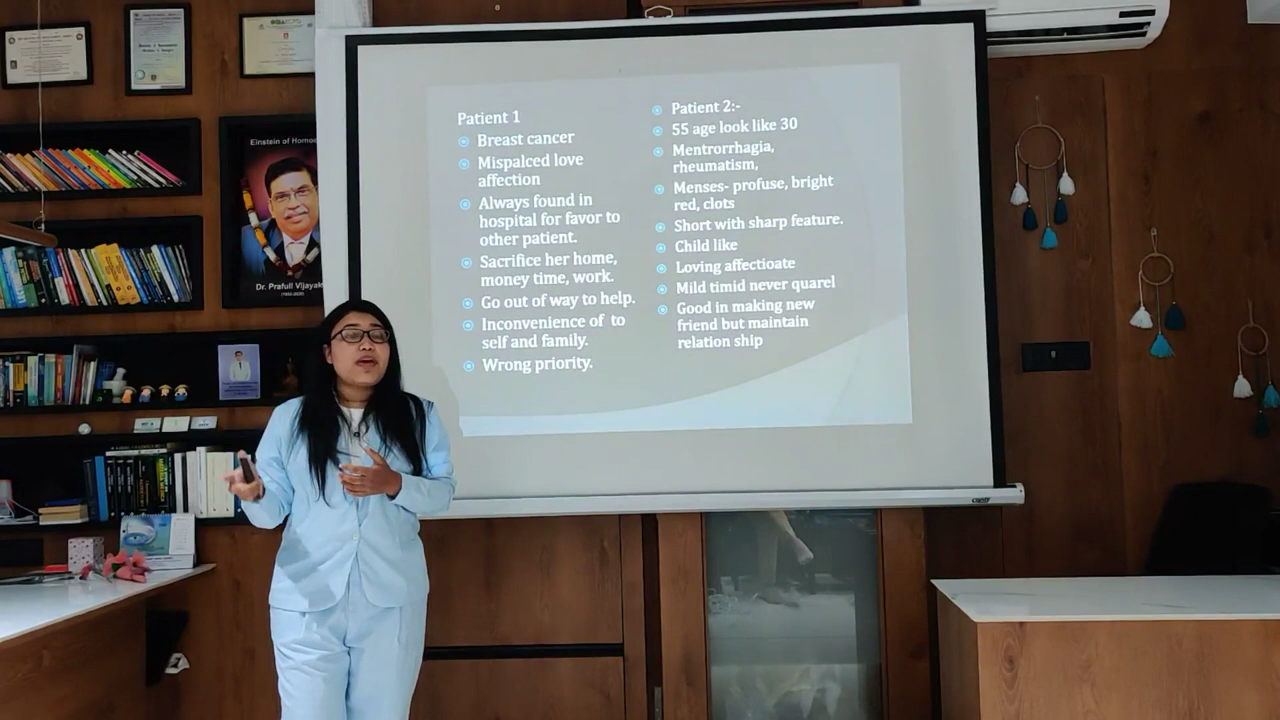 Einstein of Homoe
Dr. Prafull Vijayak
Patient 1
Breast cancer
Mispalced love
affection
Always found in
hospital for favor to
other patient.
Sacrifice her home,
money time, work.
Go out of way to help.
Inconvenience of to
self and family.
Wrong priority.
Patient 2:-
55 age look like 30
Mentrorrhagia,
rheumatism,
Menses- profuse, bright
red, clots
Short with sharp feature.
Child like
Loving affectioate
Mild timid never quarel
Good in making new
friend but maintain
relation ship